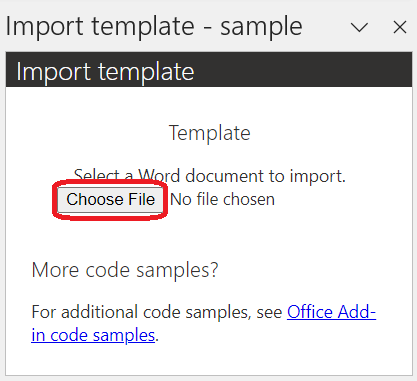 Import template - sample
Import template
Template
Select a Word document to import.
Choose File No file chosen
More code samples?
For additional code samples, see Office Add-
in code samples.